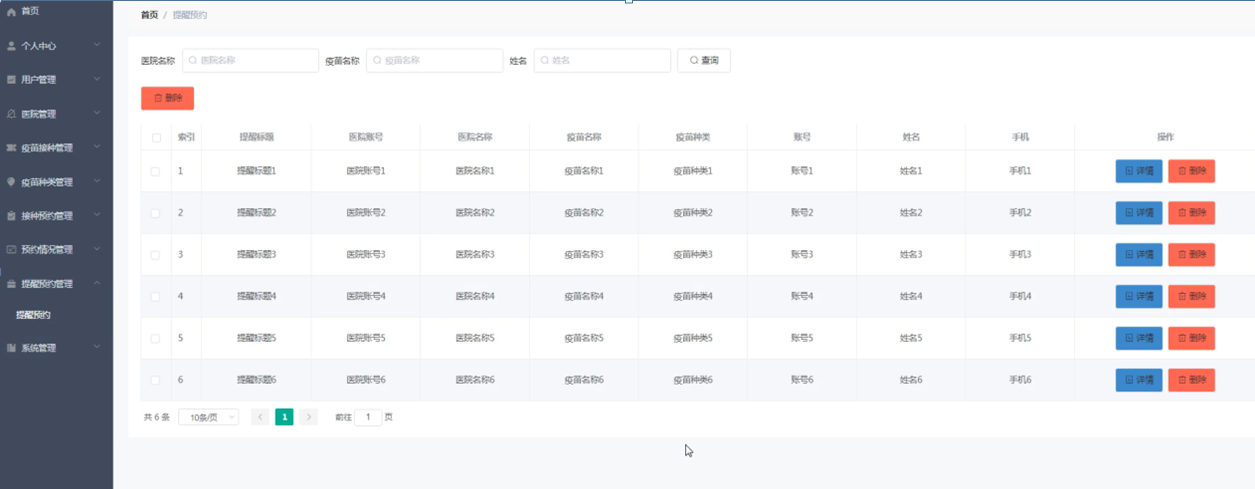 首页
个人中心
用户管理
医院管理
疫苗接种管理
疫苗种类管理
接种预约管理
预约情况管理
提醒预约管理
提醒预约
系统管理
首页 / 提醒预约
医院名称 医院名称 疫苗名称 疫苗名称 姓名 姓名 查询
删除
索引 提醒标题 医院账号 医院名称 疫苗名称 疫苗种类 账号 姓名 手机 操作
1 提醒标题1 医院账号1 医院名称1 疫苗名称1 疫苗种类1 账号1 姓名1 手机1 详情 删除
2 提醒标题2 医院账号2 医院名称2 疫苗名称2 疫苗种类2 账号2 姓名2 手机2 详情 删除
3 提醒标题3 医院账号3 医院名称3 疫苗名称3 疫苗种类3 账号3 姓名3 手机3 详情 删除
4 提醒标题4 医院账号4 医院名称4 疫苗名称4 疫苗种类4 账号4 姓名4 手机4 详情 删除
5 提醒标题5 医院账号5 医院名称5 疫苗名称5 疫苗种类5 账号5 姓名5 手机5 详情 删除
6 提醒标题6 医院账号6 医院名称6 疫苗名称6 疫苗种类6 账号6 姓名6 手机6 详情 删除
共 6 条 10条/页 1 前往 1 页